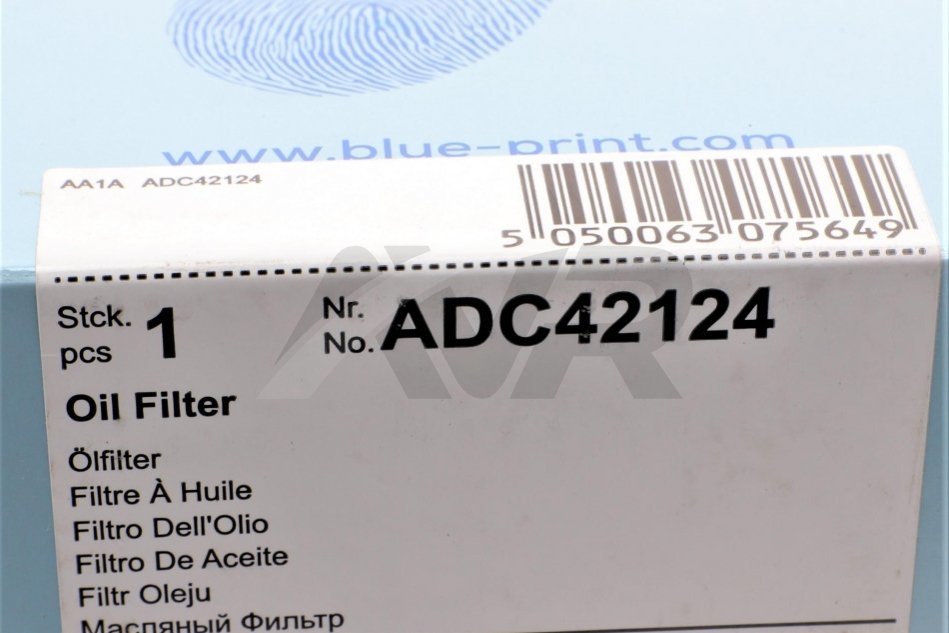 www.blue-print.com
AA1A ADC42124
5 050063 075649
Stck. 1
pcs
Nr.
No. ADC42124
Oil Filter
Ölfilter
Filtre À Huile
Filtro Dell'Olio
Filtro De Aceite
Filtr Oleju
Масляный Фильтр
AVR